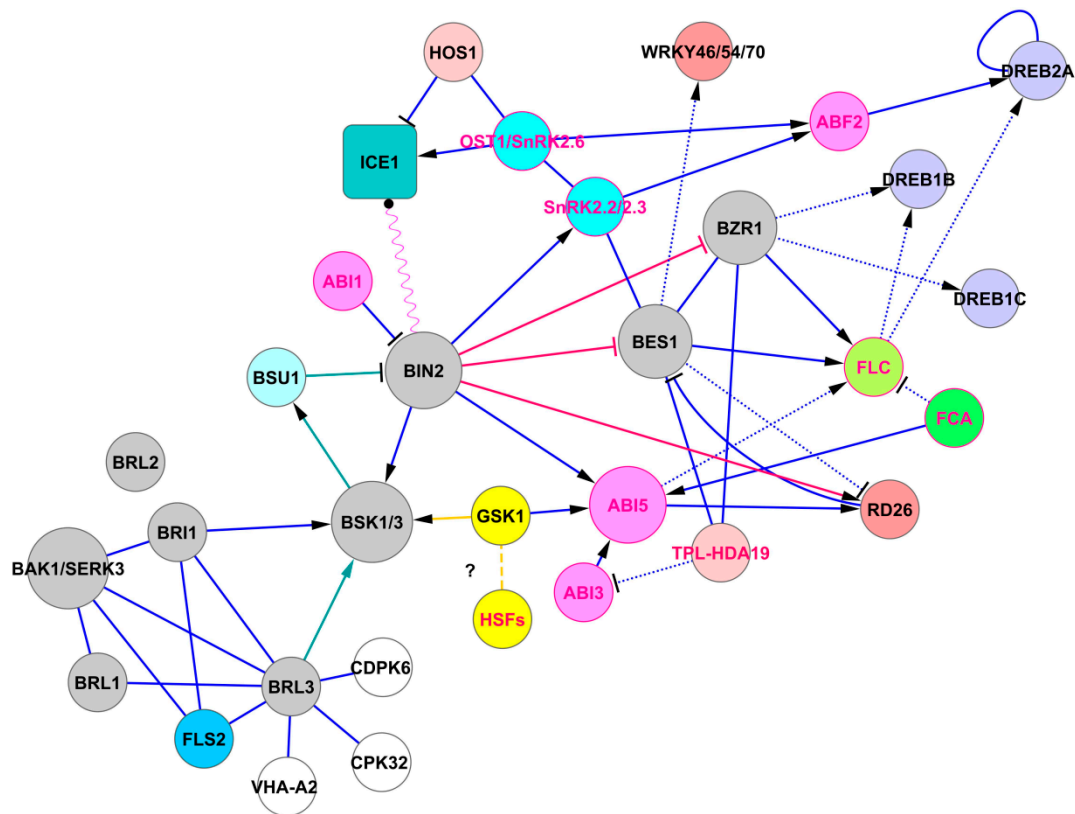 HOS1
WRKY46/54/70
DREB2A
ABF2
OST1/SnRK2.6
ICE1
DREB1B
SnRK2.2/2.3
BZR1
ABI1
DREB1C
BES1
BIN2
FLC
BSU1
FCA
BRL2
ABI5
RD26
GSK1
BSK1/3
BRI1
TPL-HDA19
BAK1/SERK3
?
ABI3
HSFs
CDPK6
BRL1
BRL3
FLS2
CPK32
VHA-A2